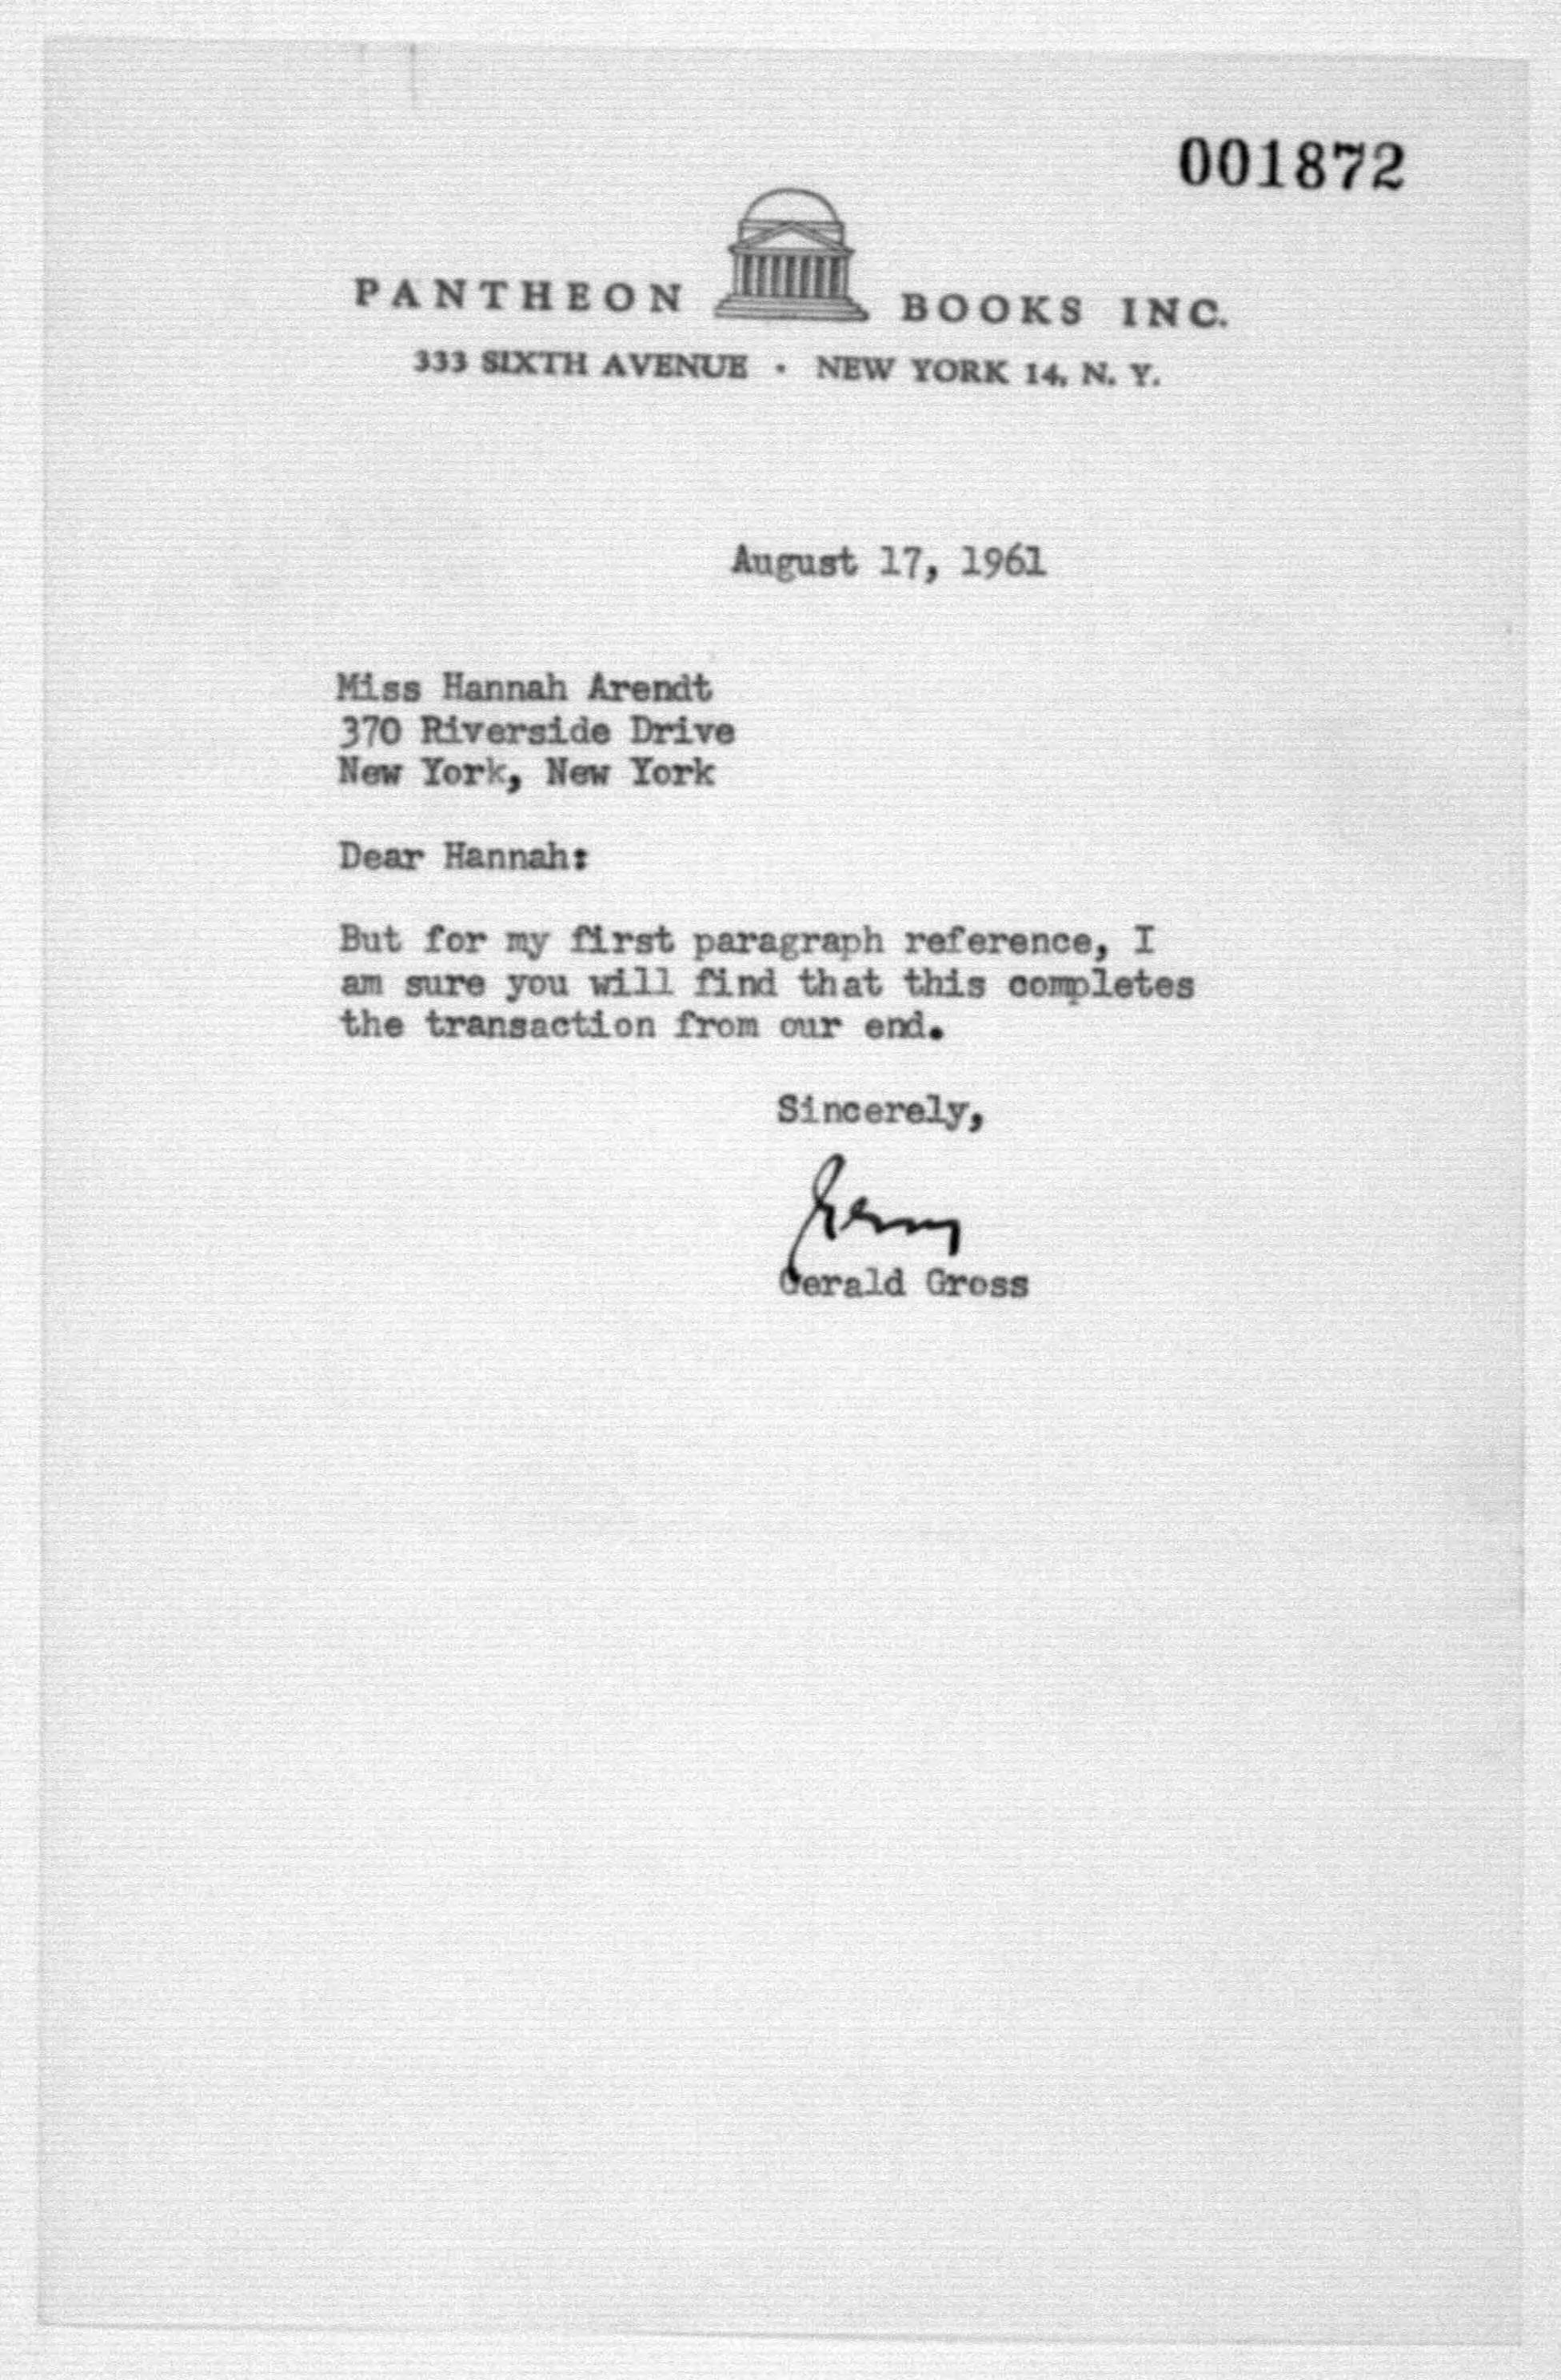 001872
PANTHEON BOOKS INC.
333 SIXTH AVENUE · NEW YORK 14, N. Y.
August 17, 1961
Miss Hannah Arendt
370 Riverside Drive
New York, New York
Dear Hannah:
But for my first paragraph reference, I
am sure you will find that this completes
the transaction from our end.
Sincerely,
Jerry
Gerald Gross